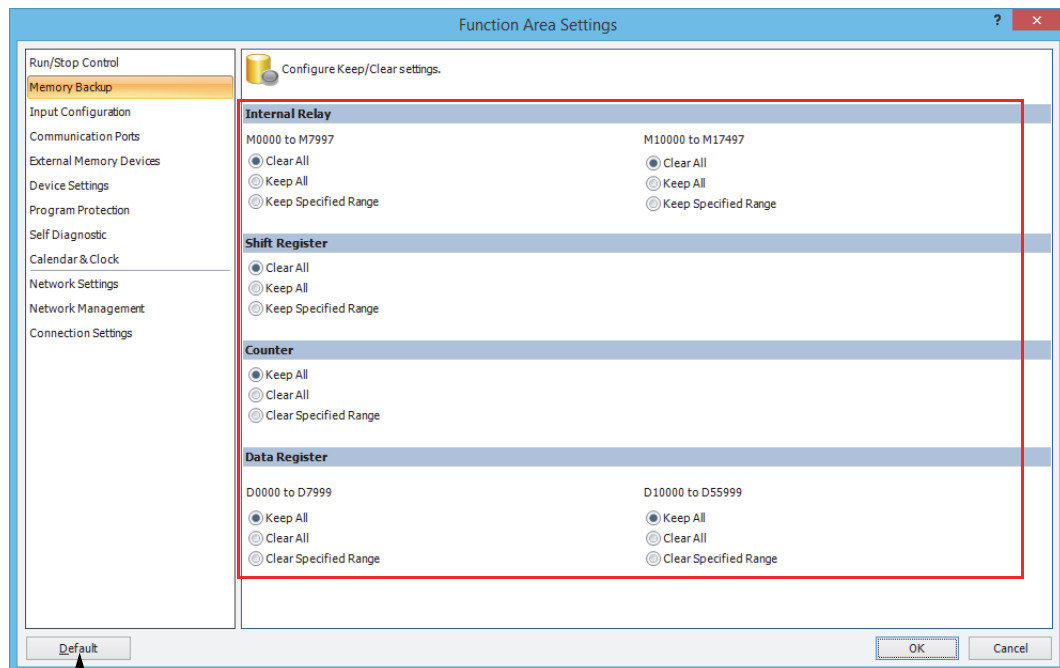 Function Area Settings
? ×
Run/Stop Control
Memory Backup
Input Configuration
Communication Ports
External Memory Devices
Device Settings
Program Protection
Self Diagnostic
Calendar & Clock
Network Settings
Network Management
Connection Settings
Configure Keep/Clear settings.
Internal Relay
M0000 to M7997
Clear All
Keep All
Keep Specified Range
M10000 to M17497
Clear All
Keep All
Keep Specified Range
Shift Register
Clear All
Keep All
Keep Specified Range
Counter
Keep All
Clear All
Clear Specified Range
Data Register
D0000 to D7999
Keep All
Clear All
Clear Specified Range
D10000 to D55999
Keep All
Clear All
Clear Specified Range
Default
OK
Cancel